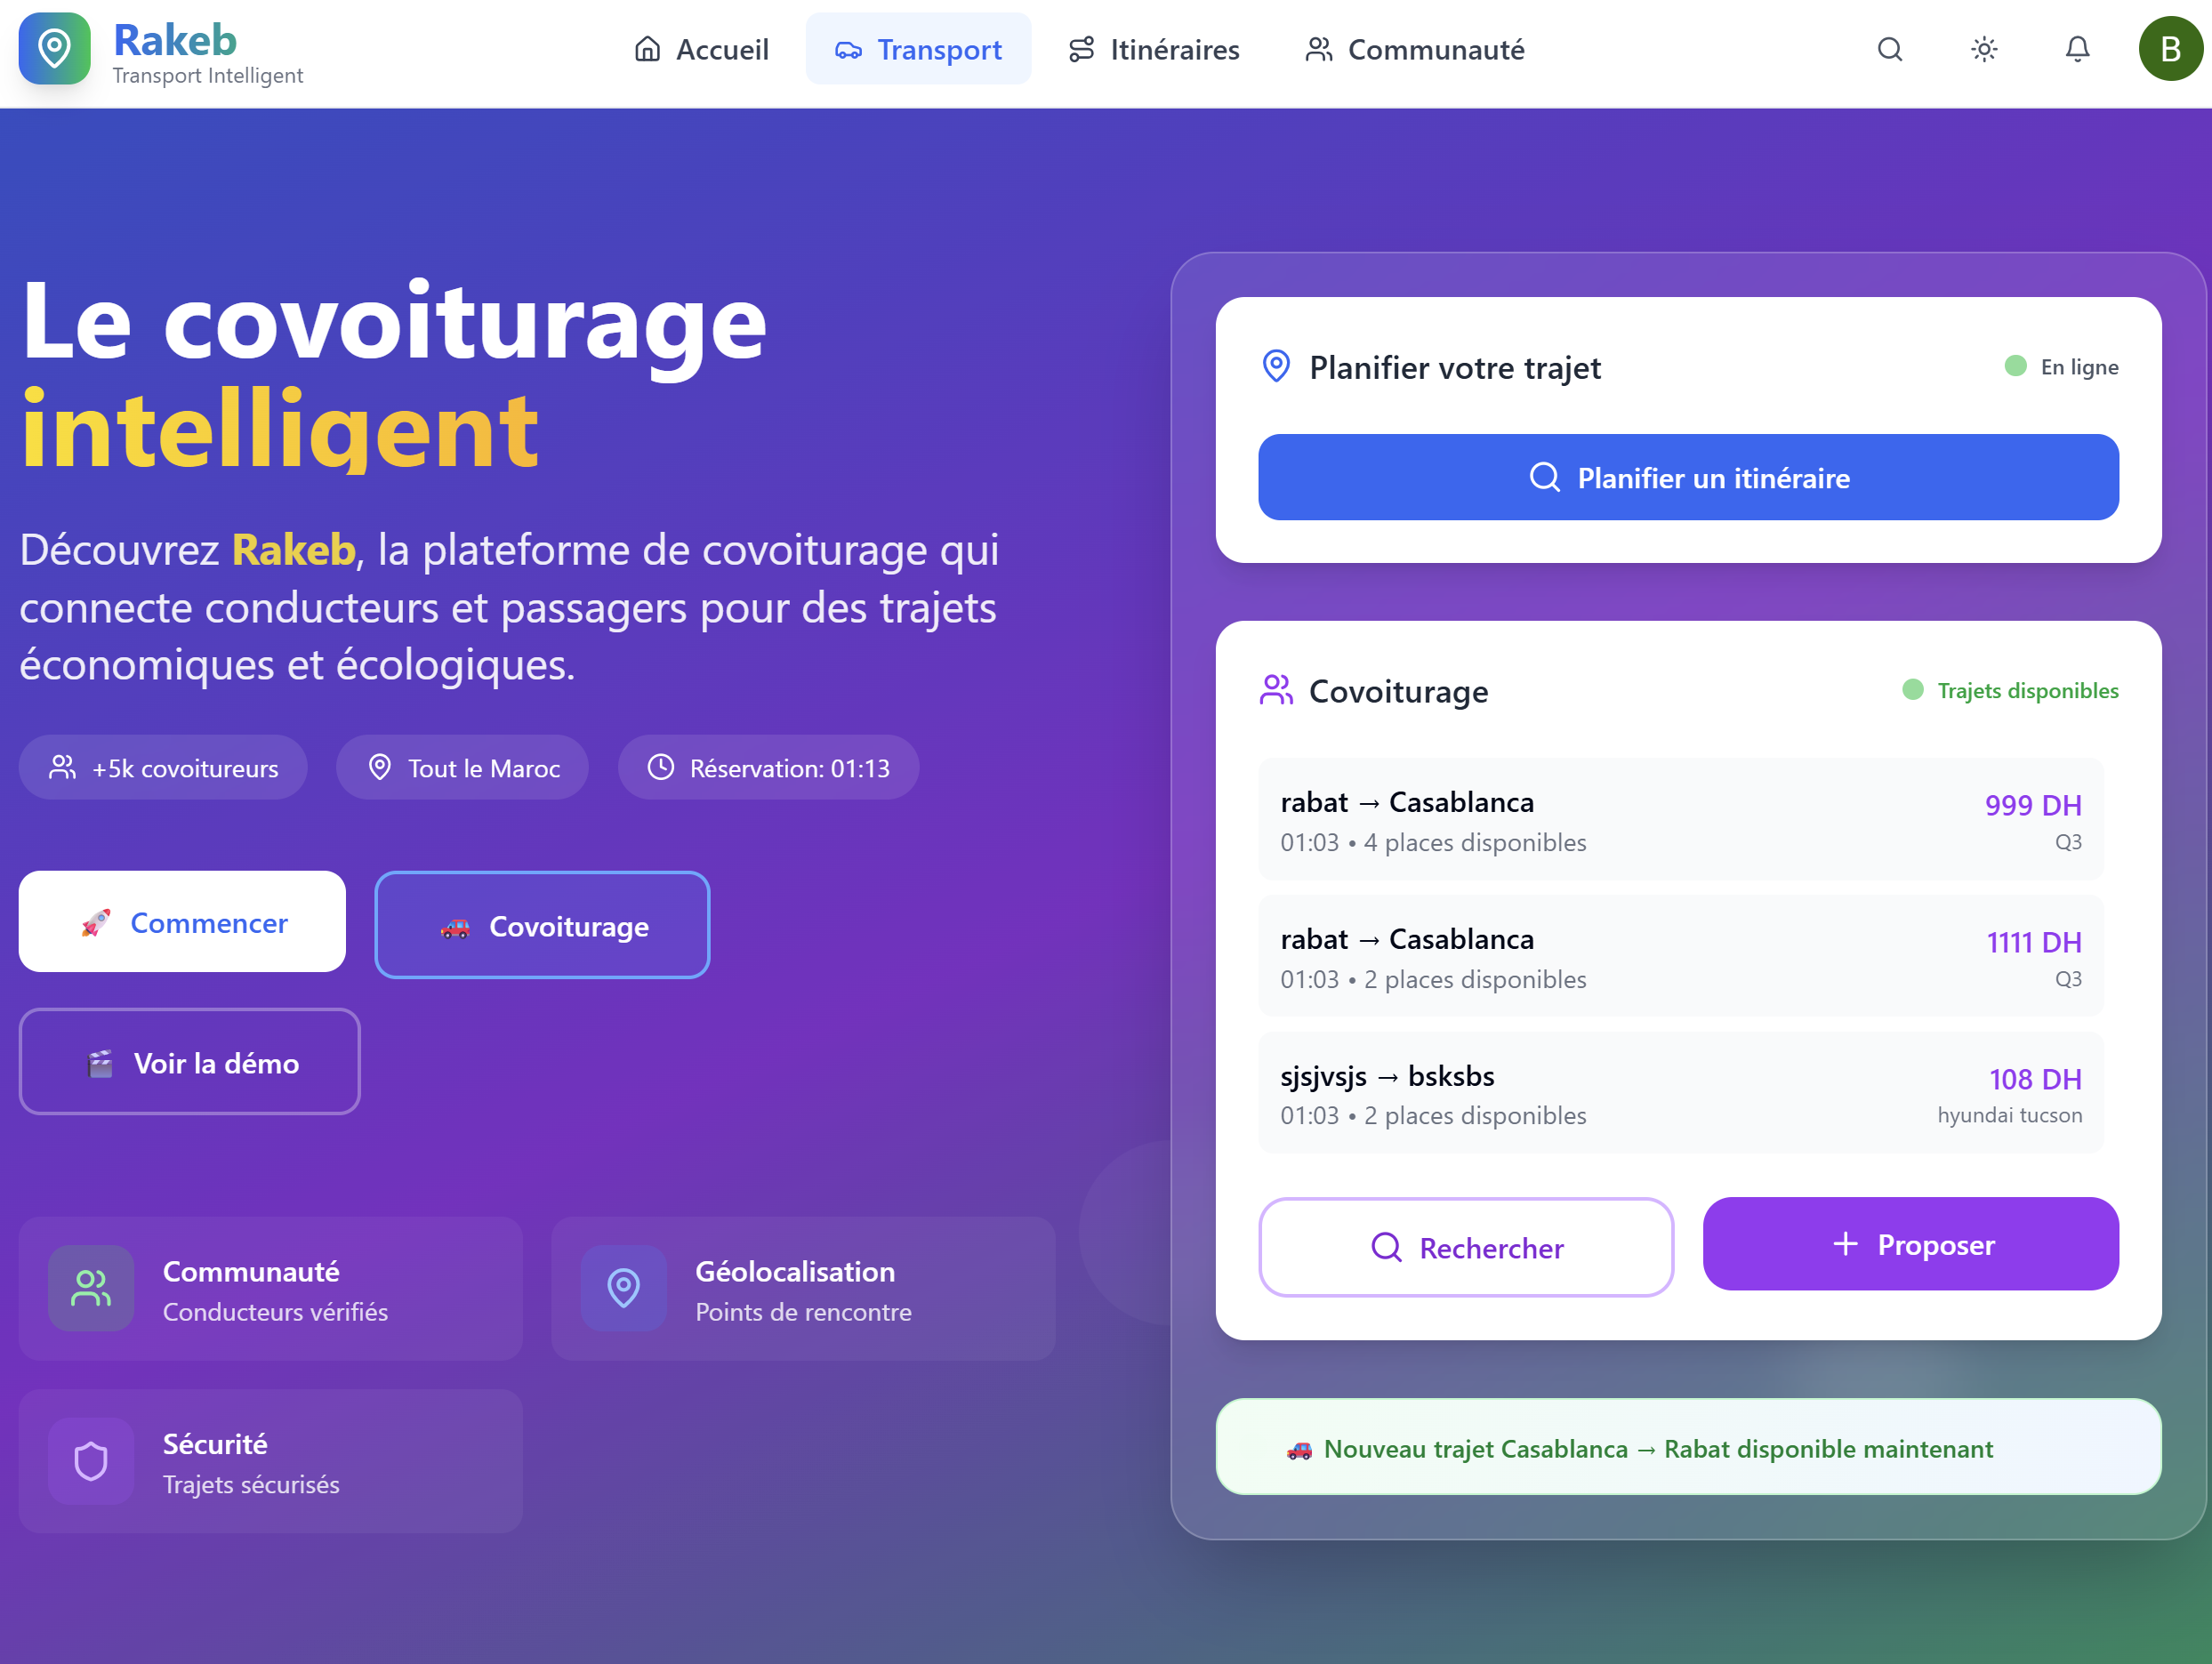 Rakeb
Transport Intelligent
Accueil
Transport
Itinéraires
Communauté
B
Le covoiturage
intelligent
Découvrez Rakeb, la plateforme de covoiturage qui
connecte conducteurs et passagers pour des trajets
économiques et écologiques.
+5k covoitureurs
Tout le Maroc
Réservation: 01:13
Commencer
Covoiturage
Voir la démo
Communauté
Conducteurs vérifiés
Géolocalisation
Points de rencontre
Sécurité
Trajets sécurisés
Planifier votre trajet
En ligne
Planifier un itinéraire
Covoiturage
Trajets disponibles
rabat → Casablanca
999 DH
01:03 • 4 places disponibles
Q3
rabat → Casablanca
1111 DH
01:03 • 2 places disponibles
Q3
sjsjvsjs → bsksbs
108 DH
01:03 • 2 places disponibles
hyundai tucson
Rechercher
Proposer
Nouveau trajet Casablanca → Rabat disponible maintenant